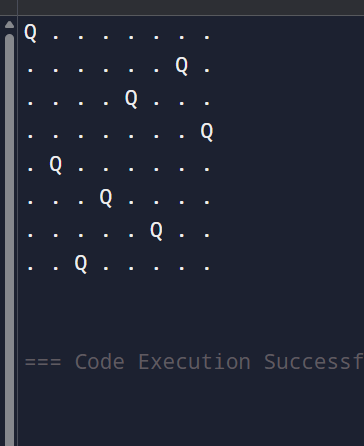 Q . . . . . . .
. . . . . . Q .
. . . . Q . . .
. . . . . . . Q
. Q . . . . . .
. . . Q . . . .
. . . . . Q . .
. . Q . . . . .
=== Code Execution Successf